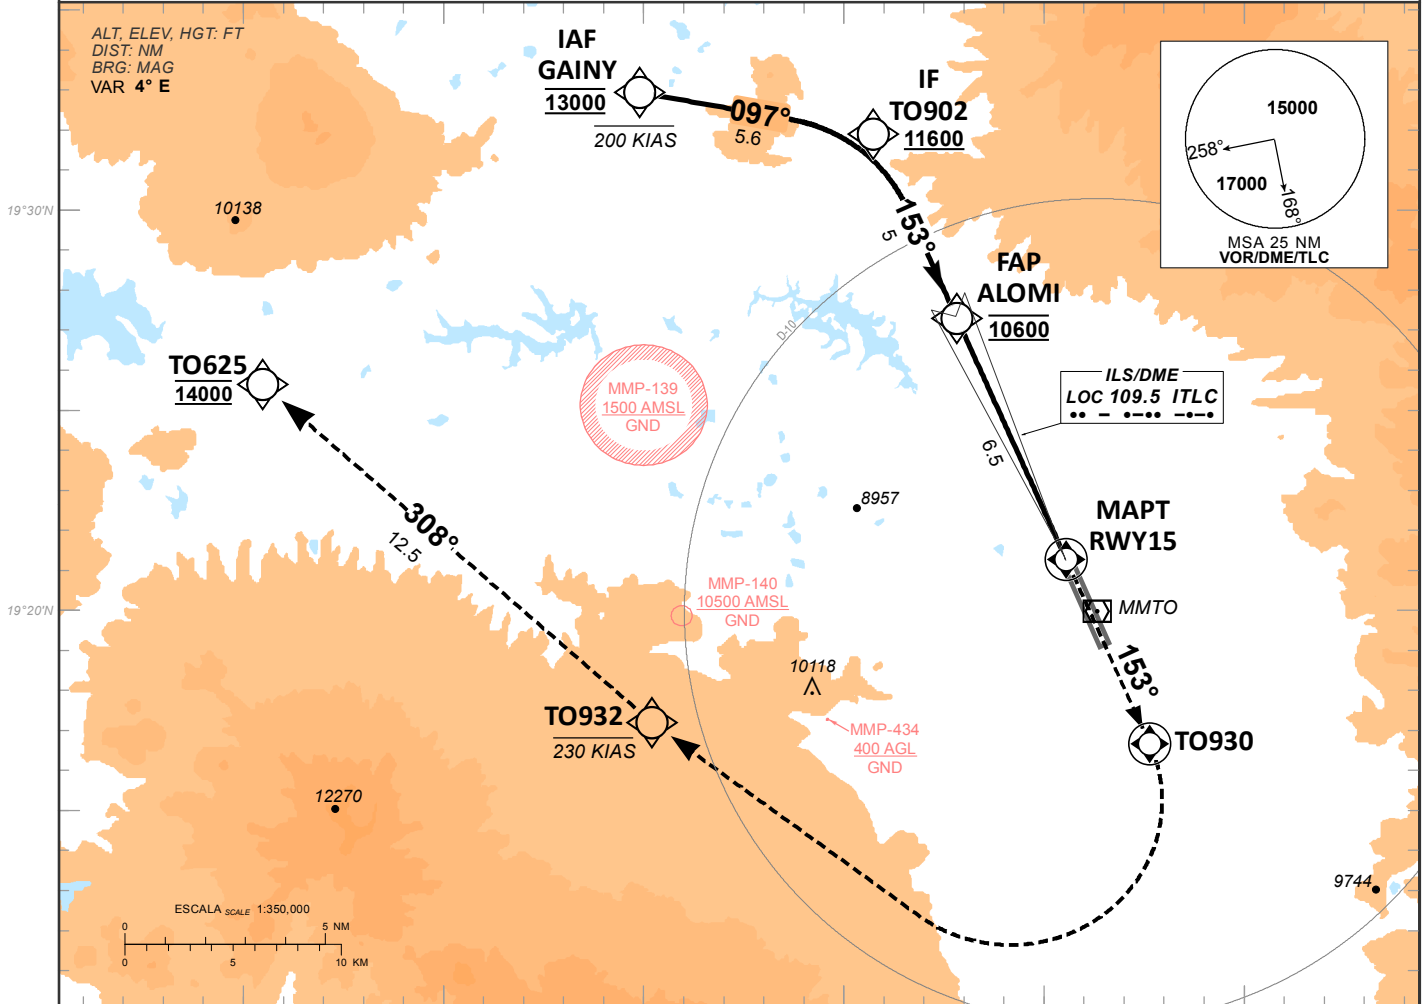 ALT, ELEV, HGT: FT
DIST: NM
BRG: MAG
VAR 4° E
IAF
GAINY
13000
200 KIAS
097°
5.6
IF
TO902
11600
15000
258°
17000
168°
MSA 25 NM
VOR/DME/TLC
19°30'N
10138
153°
5
FAP
ALOMI
10600
D-10
TO625
14000
MMP-139
1500 AMSL
GND
ILS/DME
LOC 109.5 ITLC
6.5
8957
308°
12.5
MAPT
RWY15
MMP-140
10500 AMSL
GND
19°20'N
MMTO
10118
153°
TO932
230 KIAS
MMP-434
400 AGL
GND
TO930
12270
9744
ESCALA SCALE 1:350,000
0 5 NM
0 5 10 KM